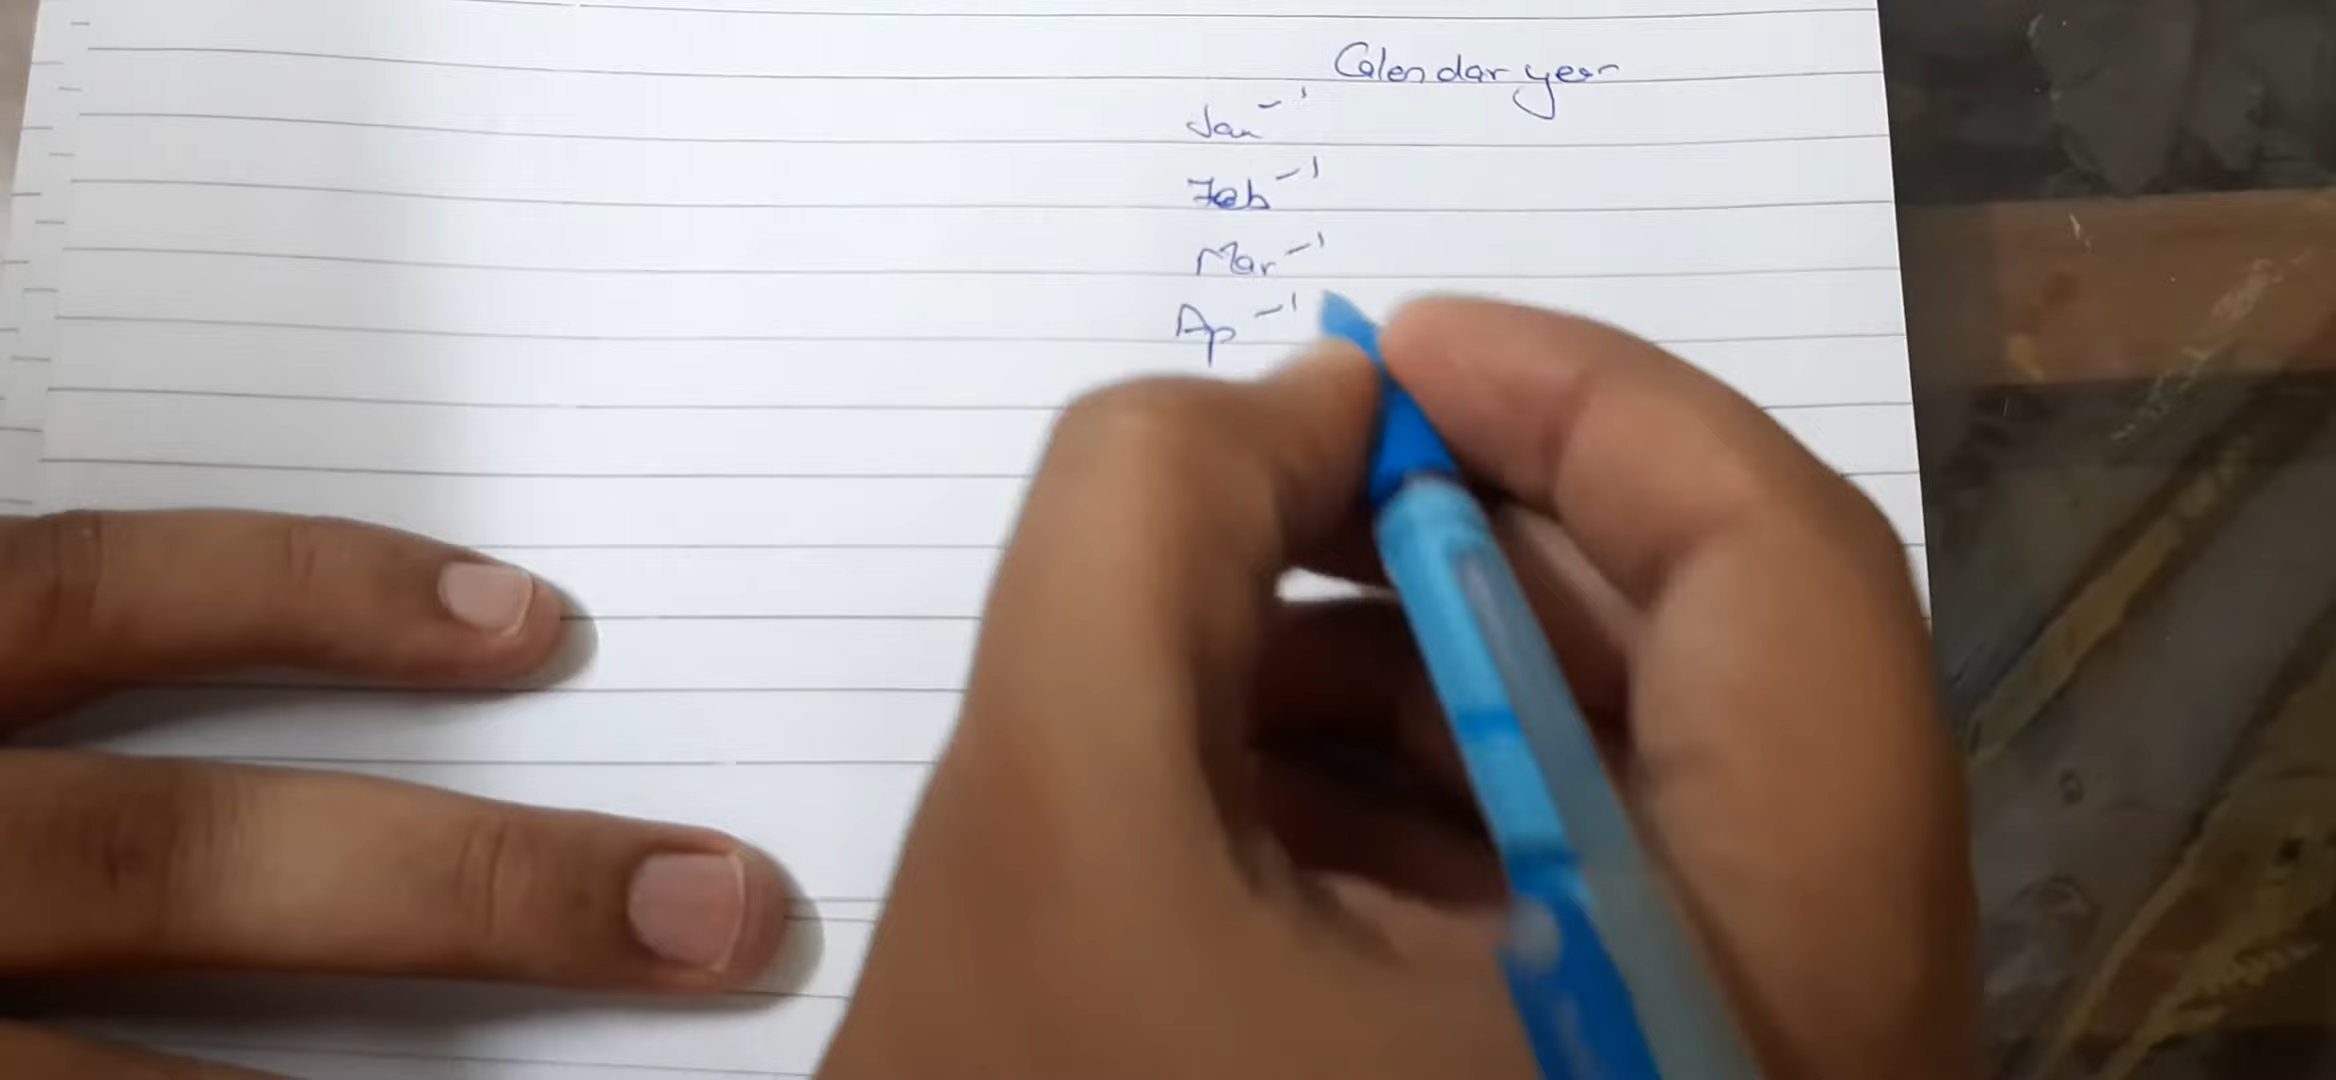 Calendar year
Jan - 1
Feb - 1
Mar - 1
Ap - 1